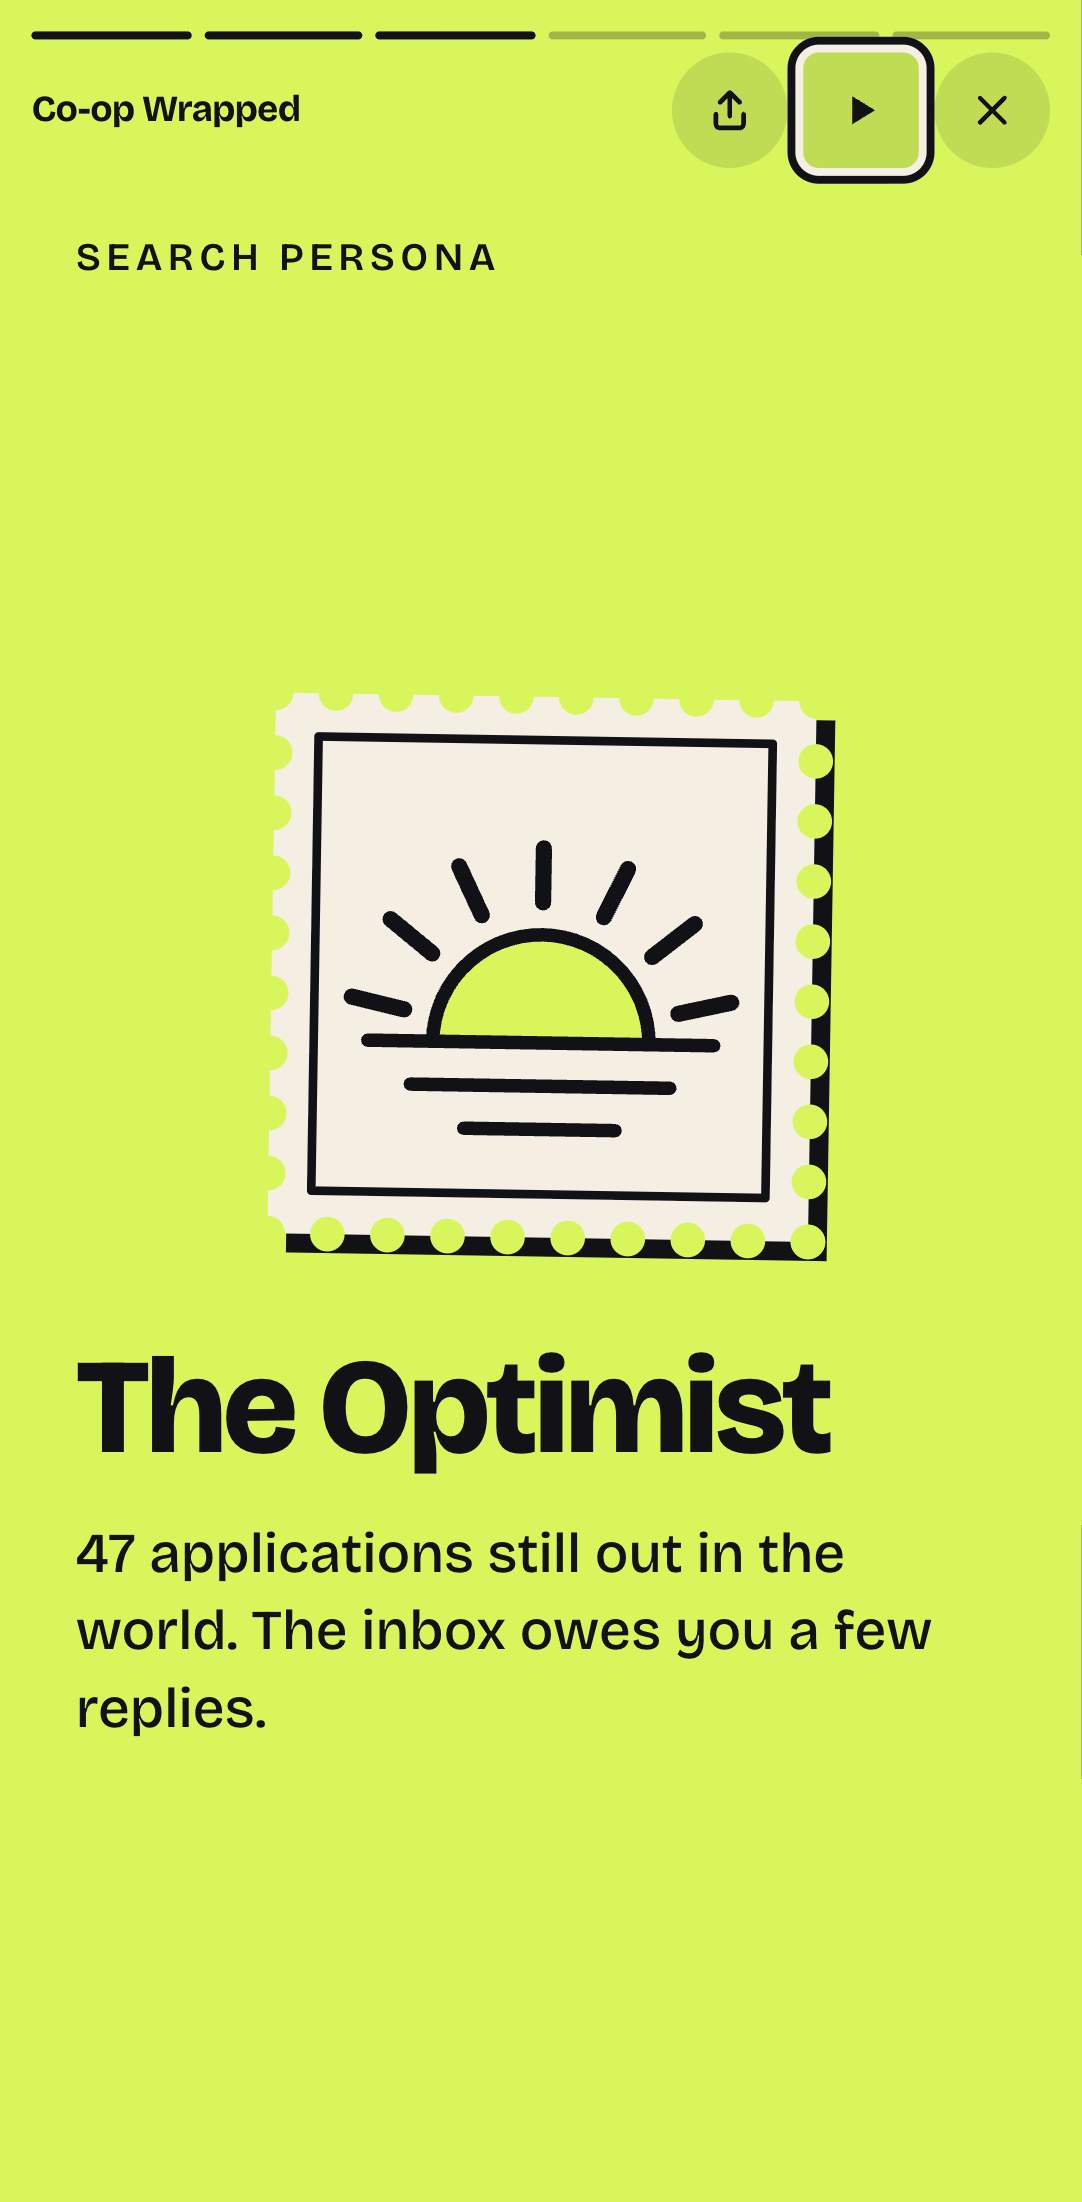 Co-op Wrapped
SEARCH PERSONA
The Optimist
47 applications still out in the
world. The inbox owes you a few
replies.